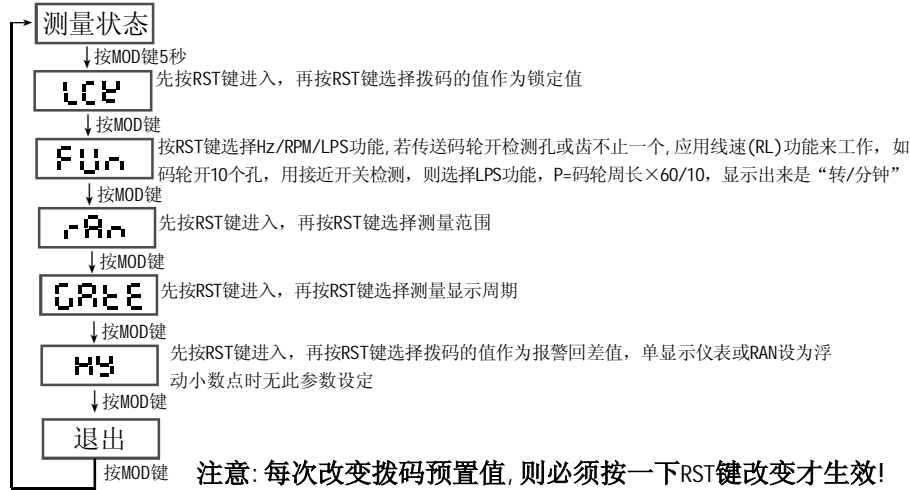 测量状态
按MOD键5秒
LCK
先按RST键进入，再按RST键选择拨码的值作为锁定值
按MOD键
FUn
按RST键选择Hz/RPM/LPS功能,若传送码轮开检测孔或齿不止一个,应用线速(RL)功能来工作，如
码轮开10个孔，用接近开关检测，则选择LPS功能，P=码轮周长×60/10，显示出来是“转/分钟”
按MOD键
rAn
先按RST键进入，再按RST键选择测量范围
按MOD键
GAtE
先按RST键进入，再按RST键选择测量显示周期
按MOD键
HY
先按RST键进入，再按RST键选择拨码的值作为报警回差值，单显示仪表或RAN设为浮
动小数点时无此参数设定
按MOD键
退出
按MOD键
注意:每次改变拨码预置值,则必须按一下RST键改变才生效!